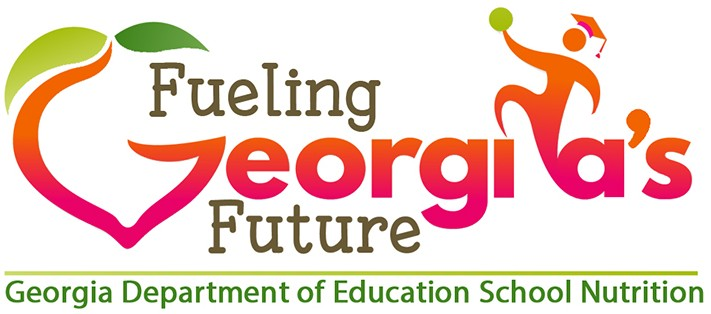 Fueling
Georgia's
Future
Georgia Department of Education School Nutrition